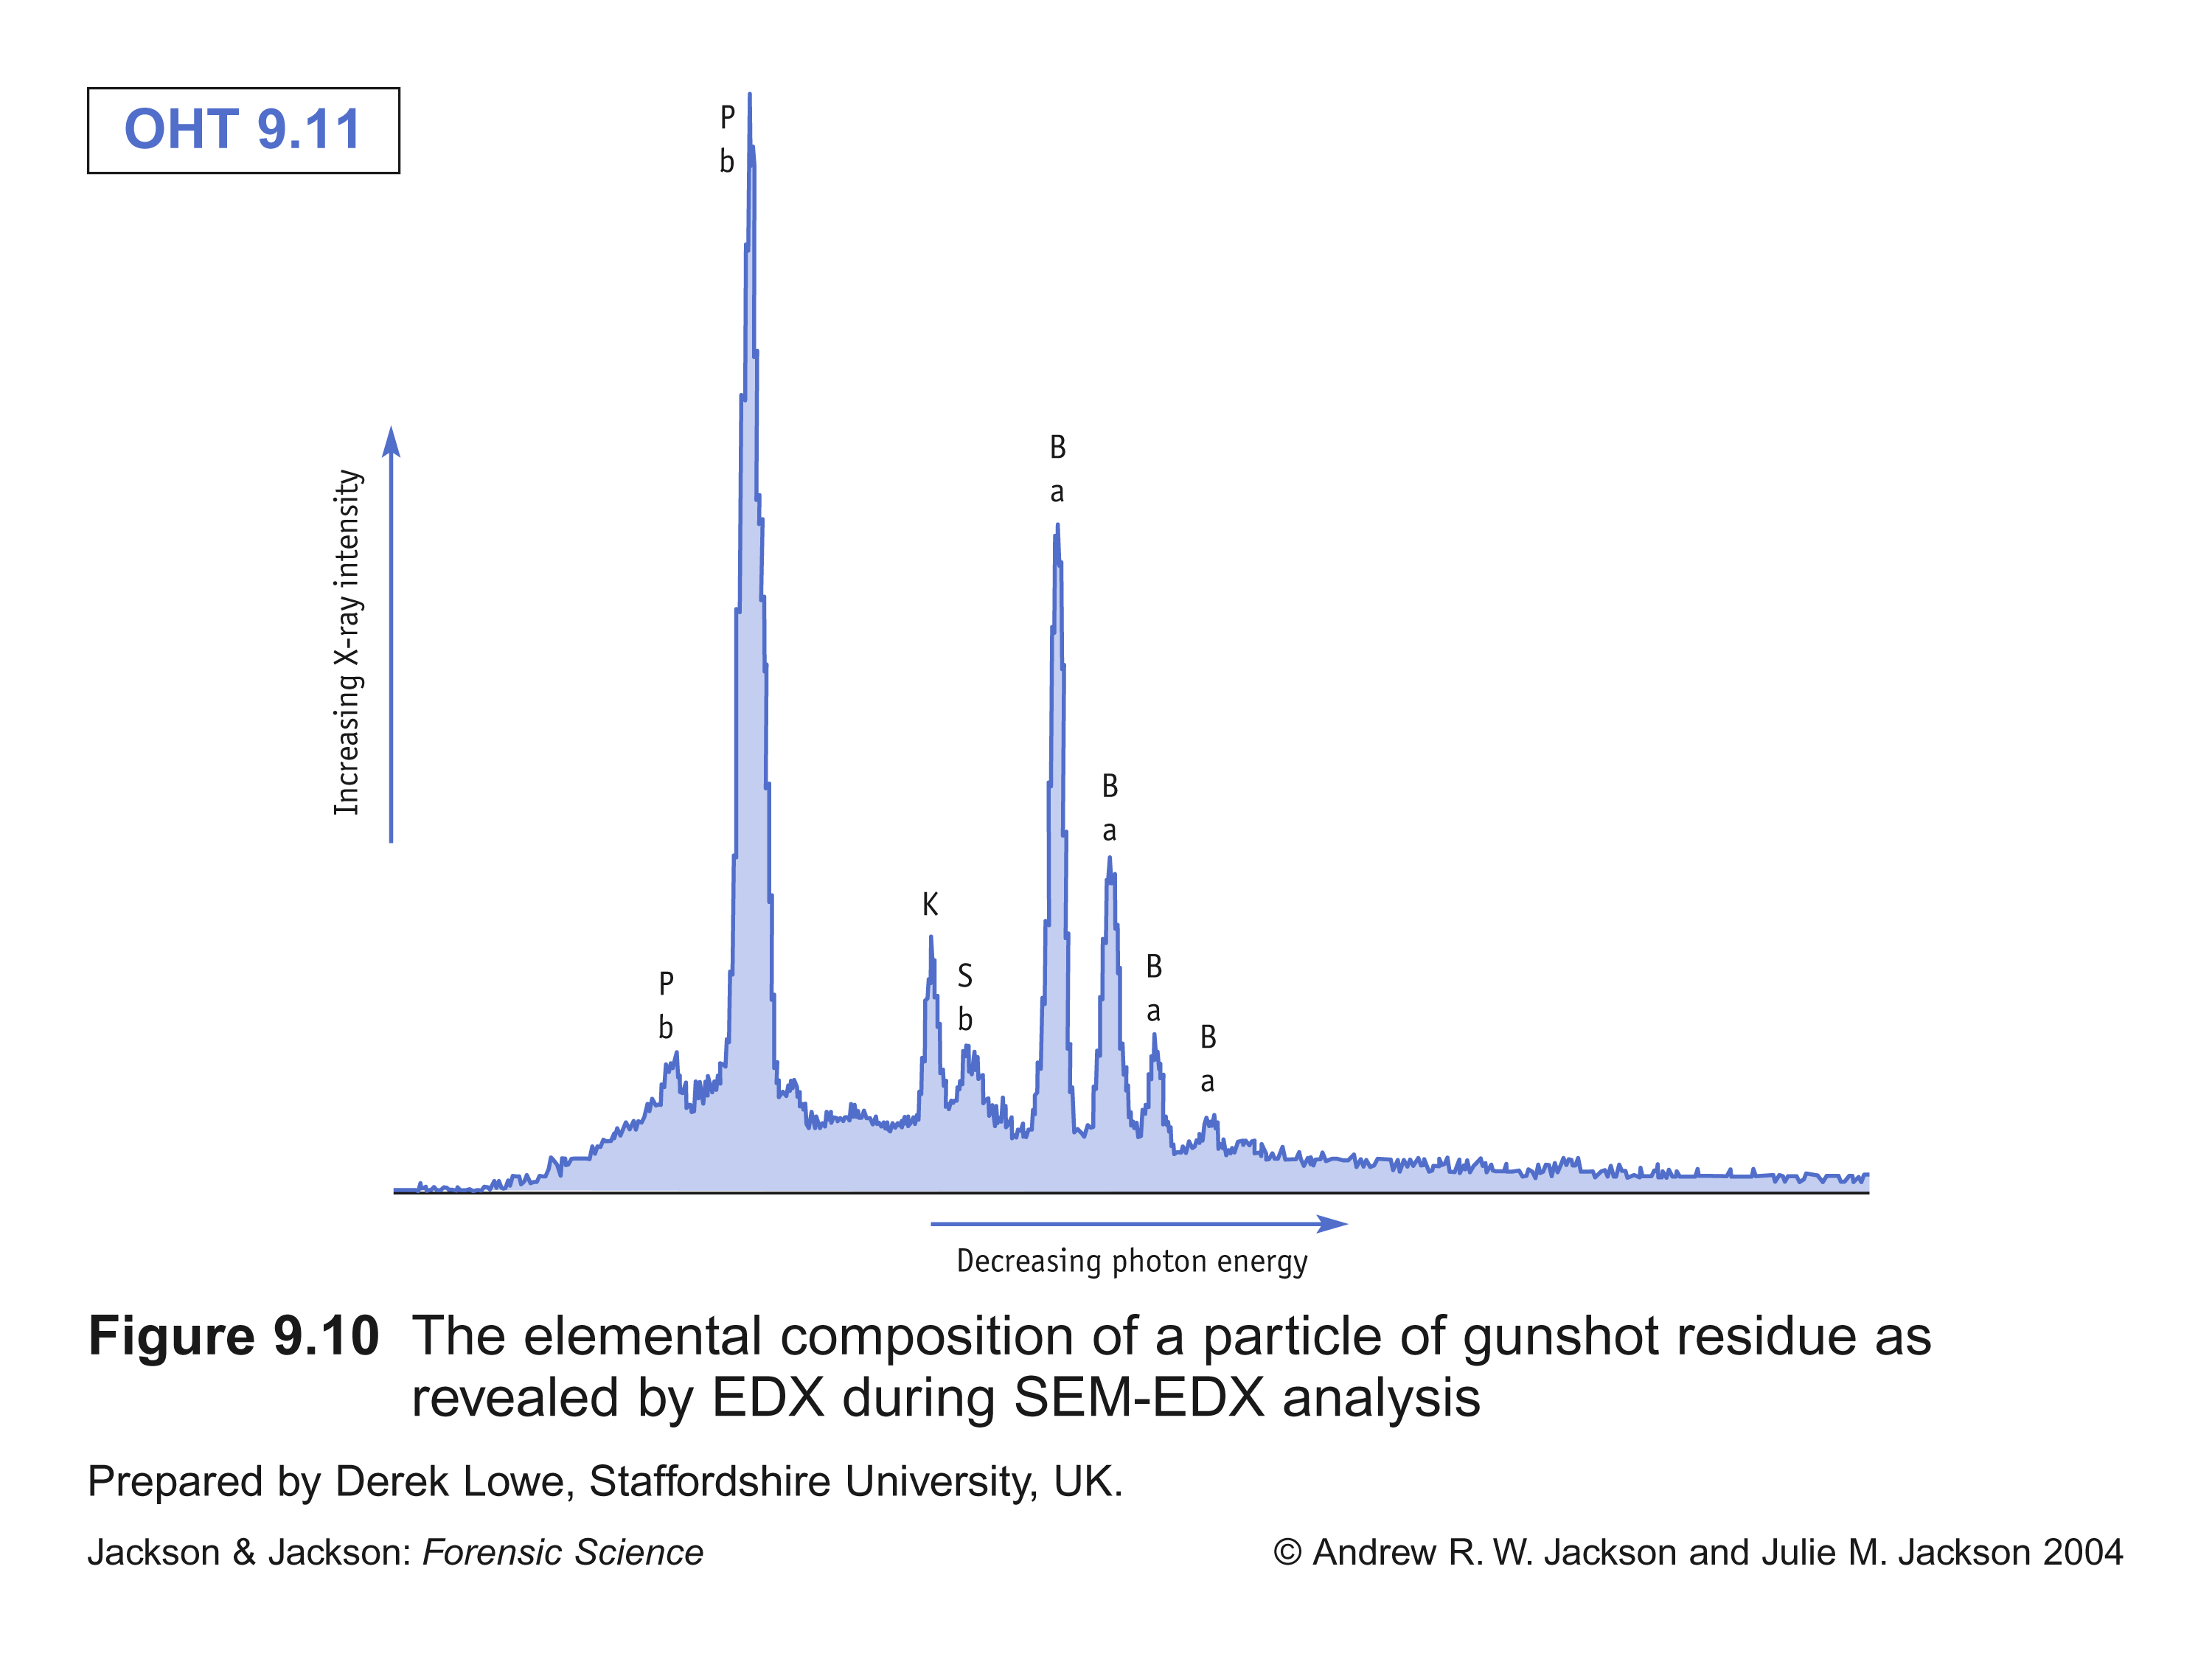 OHT 9.11
P
b
B
a
B
a
K
S
b
B
a
P
b
B
a
Increasing X-ray intensity
Decreasing photon energy
Figure 9.10 The elemental composition of a particle of gunshot residue as
revealed by EDX during SEM-EDX analysis
Prepared by Derek Lowe, Staffordshire University, UK.
Jackson & Jackson: Forensic Science
© Andrew R. W. Jackson and Julie M. Jackson 2004